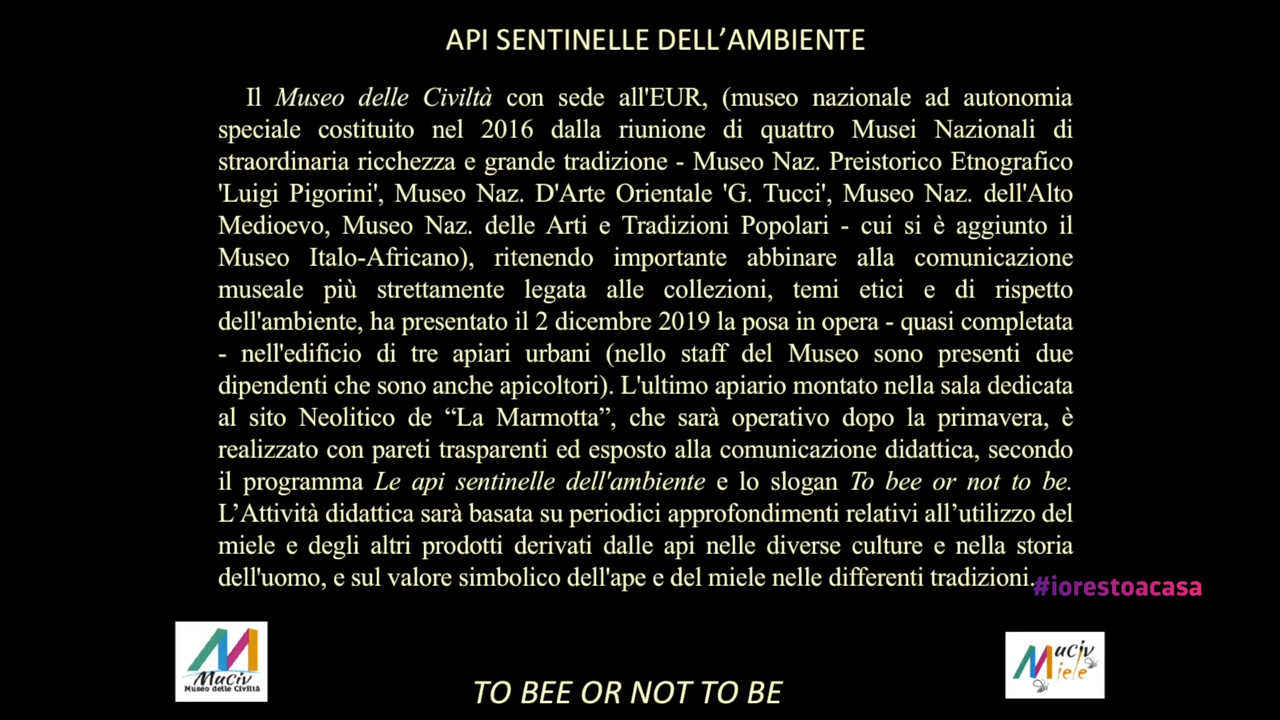 API SENTINELLE DELL’AMBIENTE
Il Museo delle Civiltà con sede all'EUR, (museo nazionale ad autonomia
speciale costituito nel 2016 dalla riunione di quattro Musei Nazionali di
straordinaria ricchezza e grande tradizione - Museo Naz. Preistorico Etnografico
'Luigi Pigorini', Museo Naz. D'Arte Orientale 'G. Tucci', Museo Naz. dell'Alto
Medioevo, Museo Naz. delle Arti e Tradizioni Popolari - cui si è aggiunto il
Museo Italo-Africano), ritenendo importante abbinare alla comunicazione
museale più strettamente legata alle collezioni, temi etici e di rispetto
dell'ambiente, ha presentato il 2 dicembre 2019 la posa in opera - quasi completata
- nell'edificio di tre apiari urbani (nello staff del Museo sono presenti due
dipendenti che sono anche apicoltori). L'ultimo apiario montato nella sala dedicata
al sito Neolitico de “La Marmotta”, che sarà operativo dopo la primavera, è
realizzato con pareti trasparenti ed esposto alla comunicazione didattica, secondo
il programma Le api sentinelle dell'ambiente e lo slogan To bee or not to be.
L’Attività didattica sarà basata su periodici approfondimenti relativi all’utilizzo del
miele e degli altri prodotti derivati dalle api nelle diverse culture e nella storia
dell'uomo, e sul valore simbolico dell'ape e del miele nelle differenti tradizioni.
#iorestoacasa
Muciv
Museo delle Civiltà
Muciv
Miele
TO BEE OR NOT TO BE